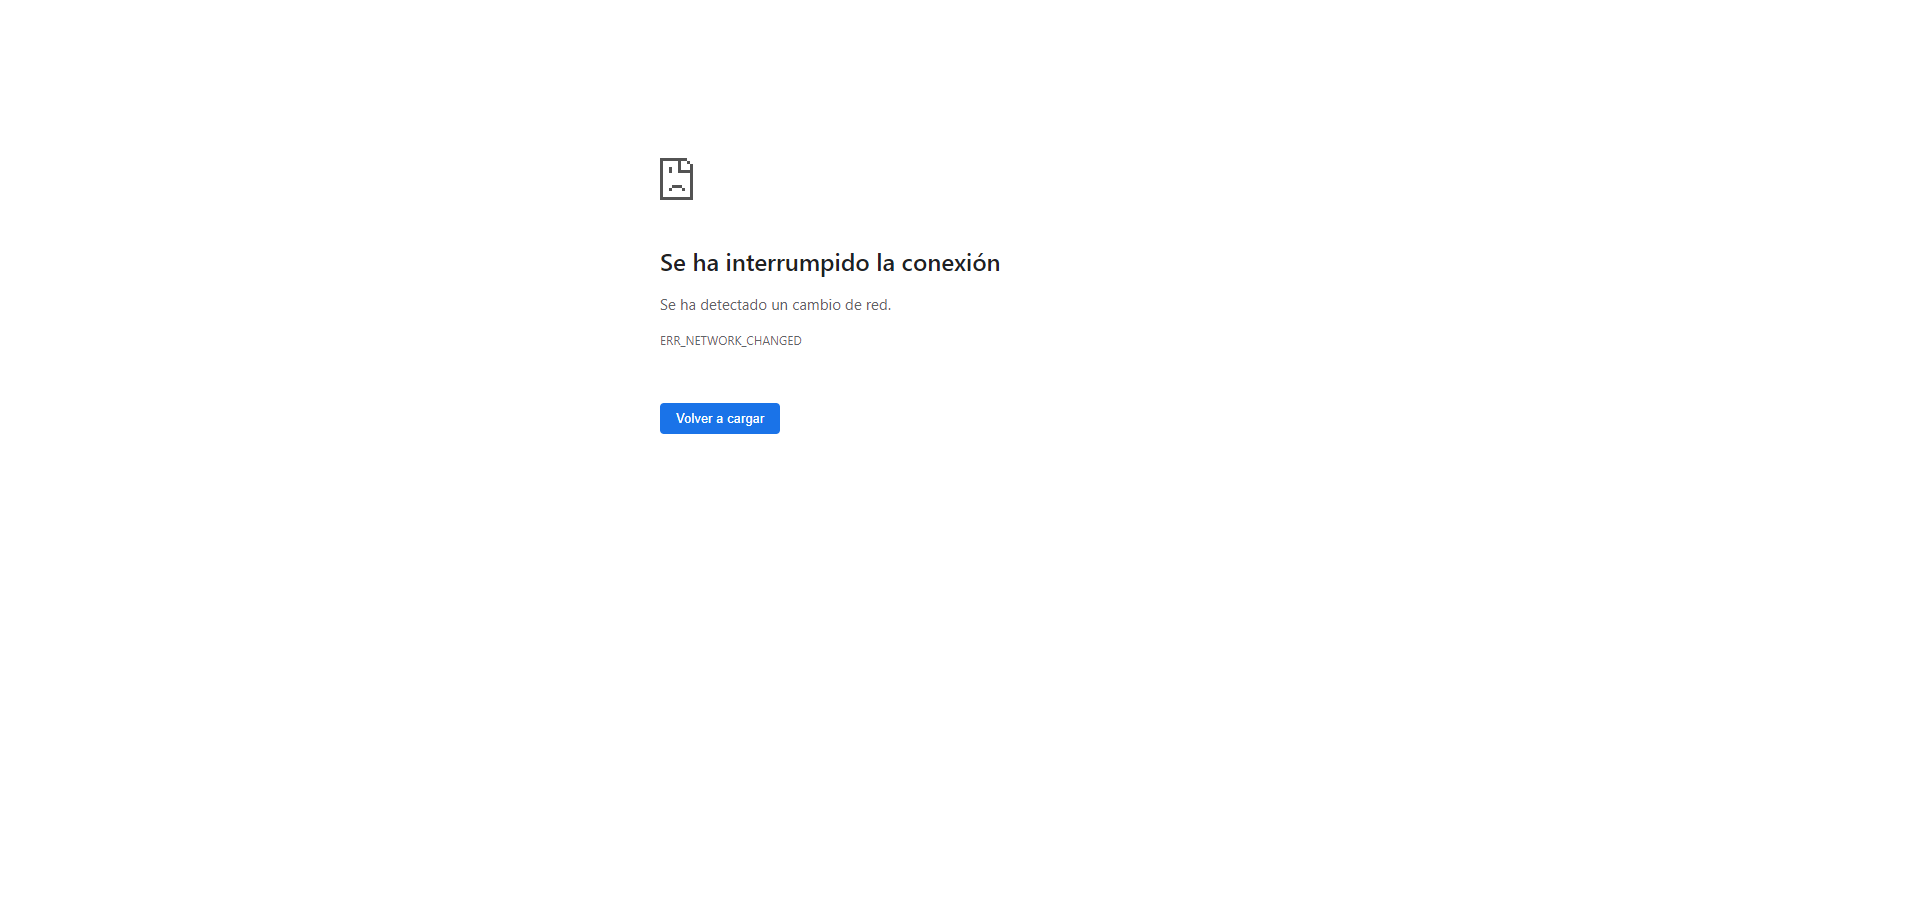 Se ha interrumpido la conexión
Se ha detectado un cambio de red.
ERR_NETWORK_CHANGED
Volver a cargar